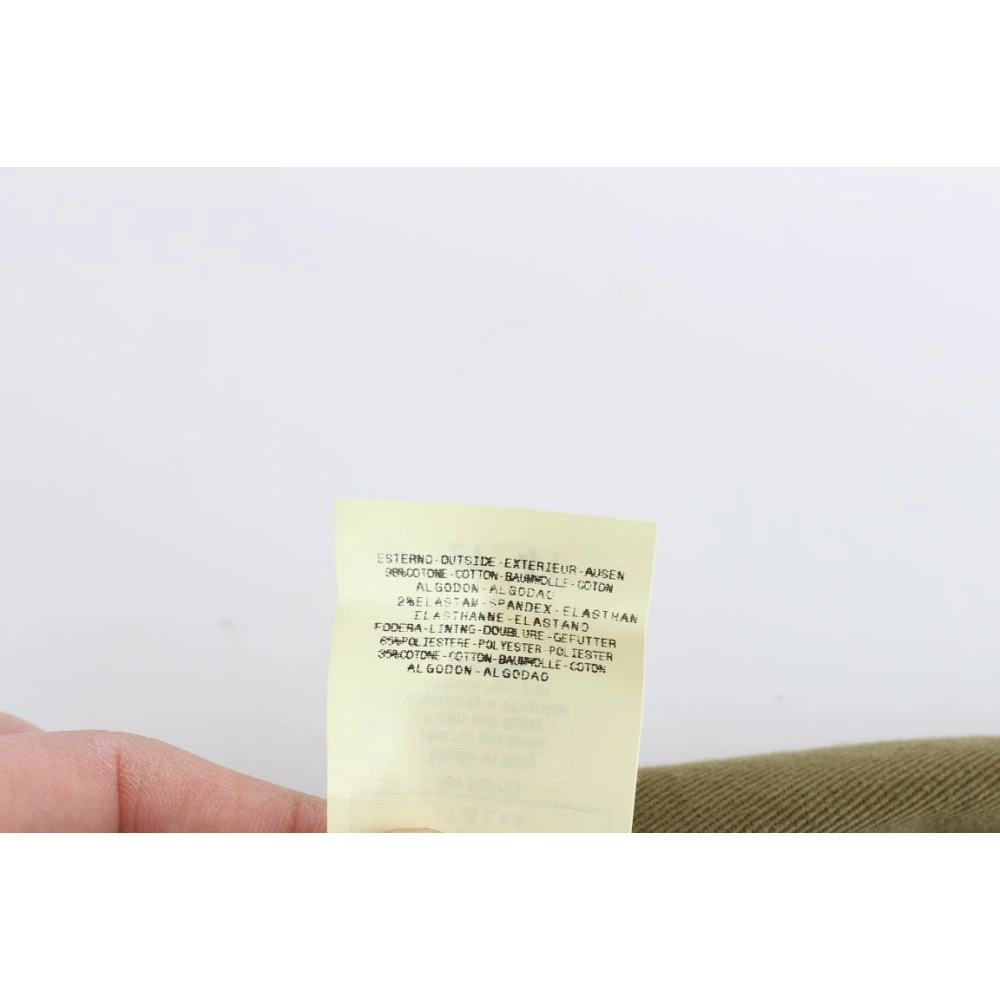 ESTERNO-OUTSIDE-EXTERIEUR-AUSEN
98%COTONE-COTTON-BAUMWOLLE-COTON
ALGODON-ALGODAO
2%ELASTAN-SPANDEX-ELASTHAN
ELASTHANNE-ELASTANO
FODERA-LINING-DOUBLURE-GEFUTTER
65%POLIESTERE-POLYESTER-POLIESTER
35%COTONE-COTTON-BAUMWOLLE-COTON
ALGODON-ALGODAO